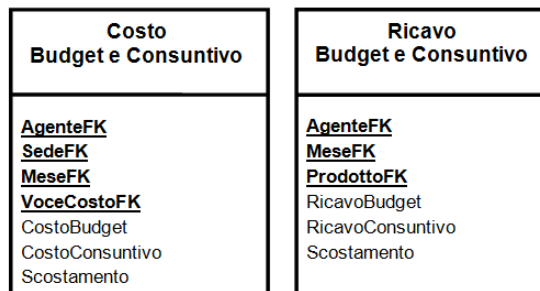 Costo
Budget e Consuntivo
AgenteFK
SedeFK
MeseFK
VoceCostoFK
CostoBudget
CostoConsuntivo
Scostamento
Ricavo
Budget e Consuntivo
AgenteFK
MeseFK
ProdottoFK
RicavoBudget
RicavoConsuntivo
Scostamento